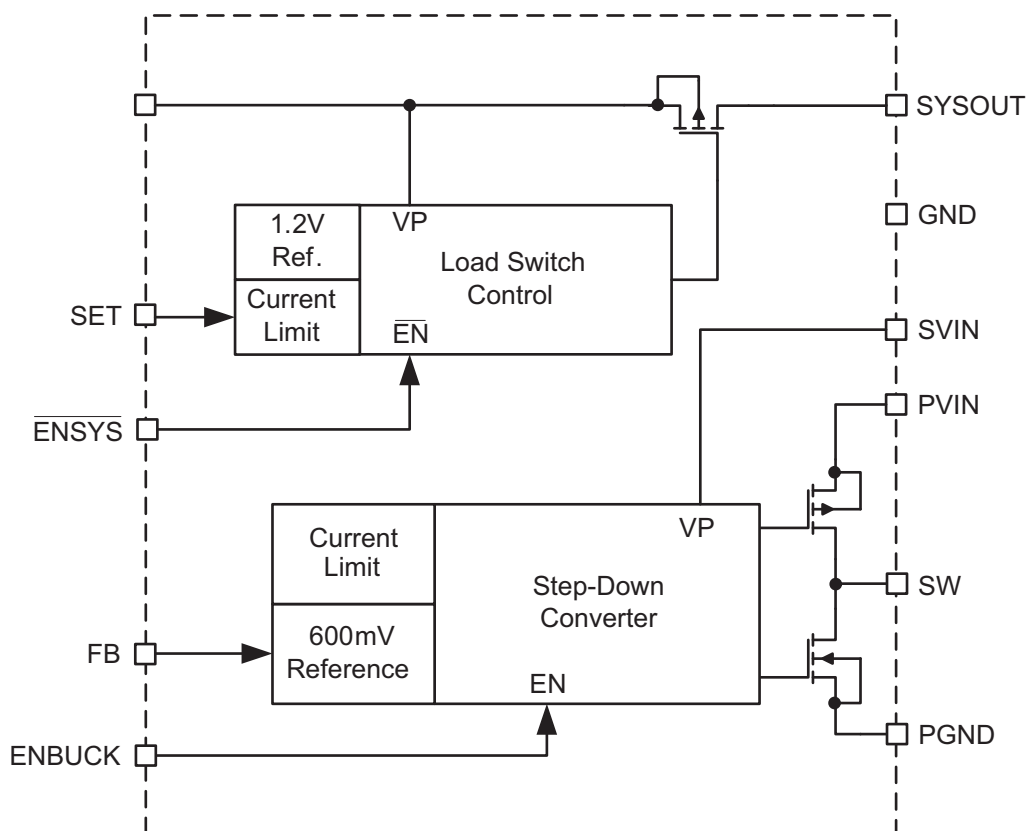 SYSOUT
1.2V
Ref.
VP
GND
Load Switch
Control
SET
Current
Limit
EN
SVIN
ENSYS
PVIN
Current
Limit
VP
Step-Down
Converter
SW
FB
600mV
Reference
EN
ENBUCK
PGND